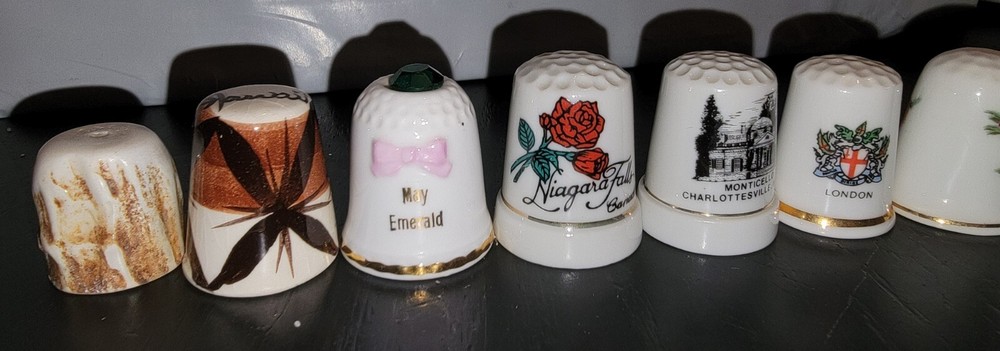 May
Emerald
Niagara Falls
MONTICELLO
CHARLOTTESVILLE
LONDON